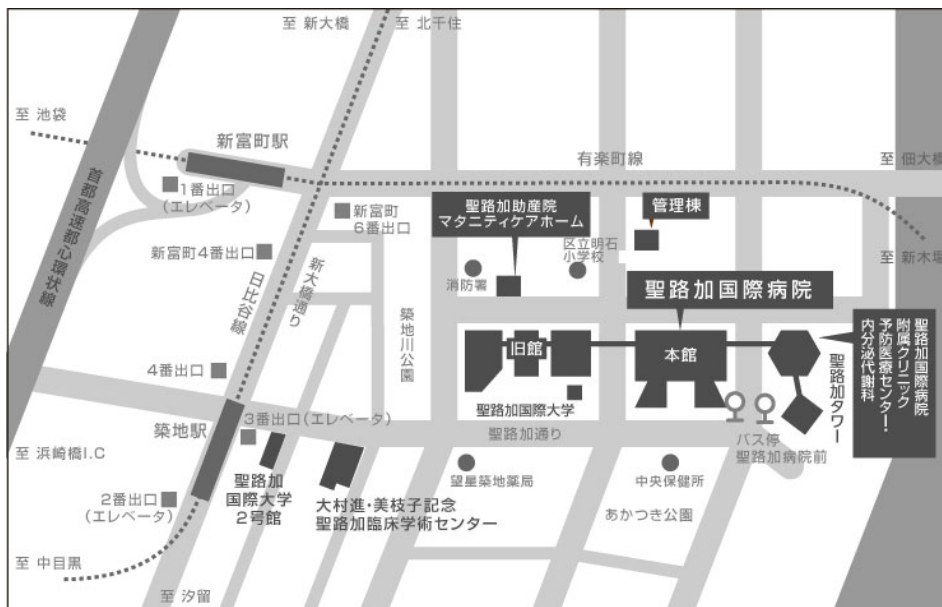 至 新大橋
至 北千住
至 池袋
新富町駅
有楽町線
至 佃大橋
首都高速都心環状線
1番出口
(エレベータ)
新富町
6番出口
聖路加助産院
マタニティケアホーム
管理棟
区立明石
小学校
新富町4番出口
消防署
至 新木場
新大橋通り
日比谷線
築地川公園
聖路加国際病院
旧館
本館
聖路加国際病院
附属クリニック
予防医療センター・
内分泌代謝科
聖路加タワー
4番出口
聖路加国際大学
築地駅
3番出口(エレベータ)
聖路加通り
バス停
聖路加病院前
至 浜崎橋I.C
聖路加
国際大学
2号館
大村進・美枝子記念
聖路加臨床学術センター
望星築地薬局
中央保健所
2番出口
(エレベータ)
あかつき公園
至 中目黒
至 汐留